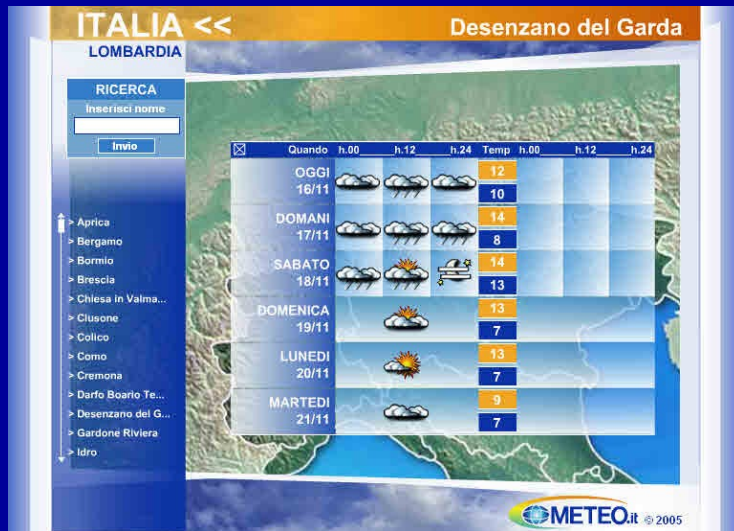 ITALIA <<
Desenzano del Garda
LOMBARDIA
RICERCA
Inserisci nome
Invio
> Aprica
> Bergamo
> Bormio
> Brescia
> Chiesa in Valma...
> Clusone
> Colico
> Como
> Cremona
> Darfo Boario Te...
> Desenzano del G...
> Gardone Riviera
> Idro
Quando h.00 h.12 h.24 Temp h.00 h.12 h.24
OGGI 12
16/11 10
DOMANI 14
17/11 8
SABATO 14
18/11 13
DOMENICA 13
19/11 7
LUNEDI 13
20/11 7
MARTEDI 9
21/11 7
METEO.it © 2005